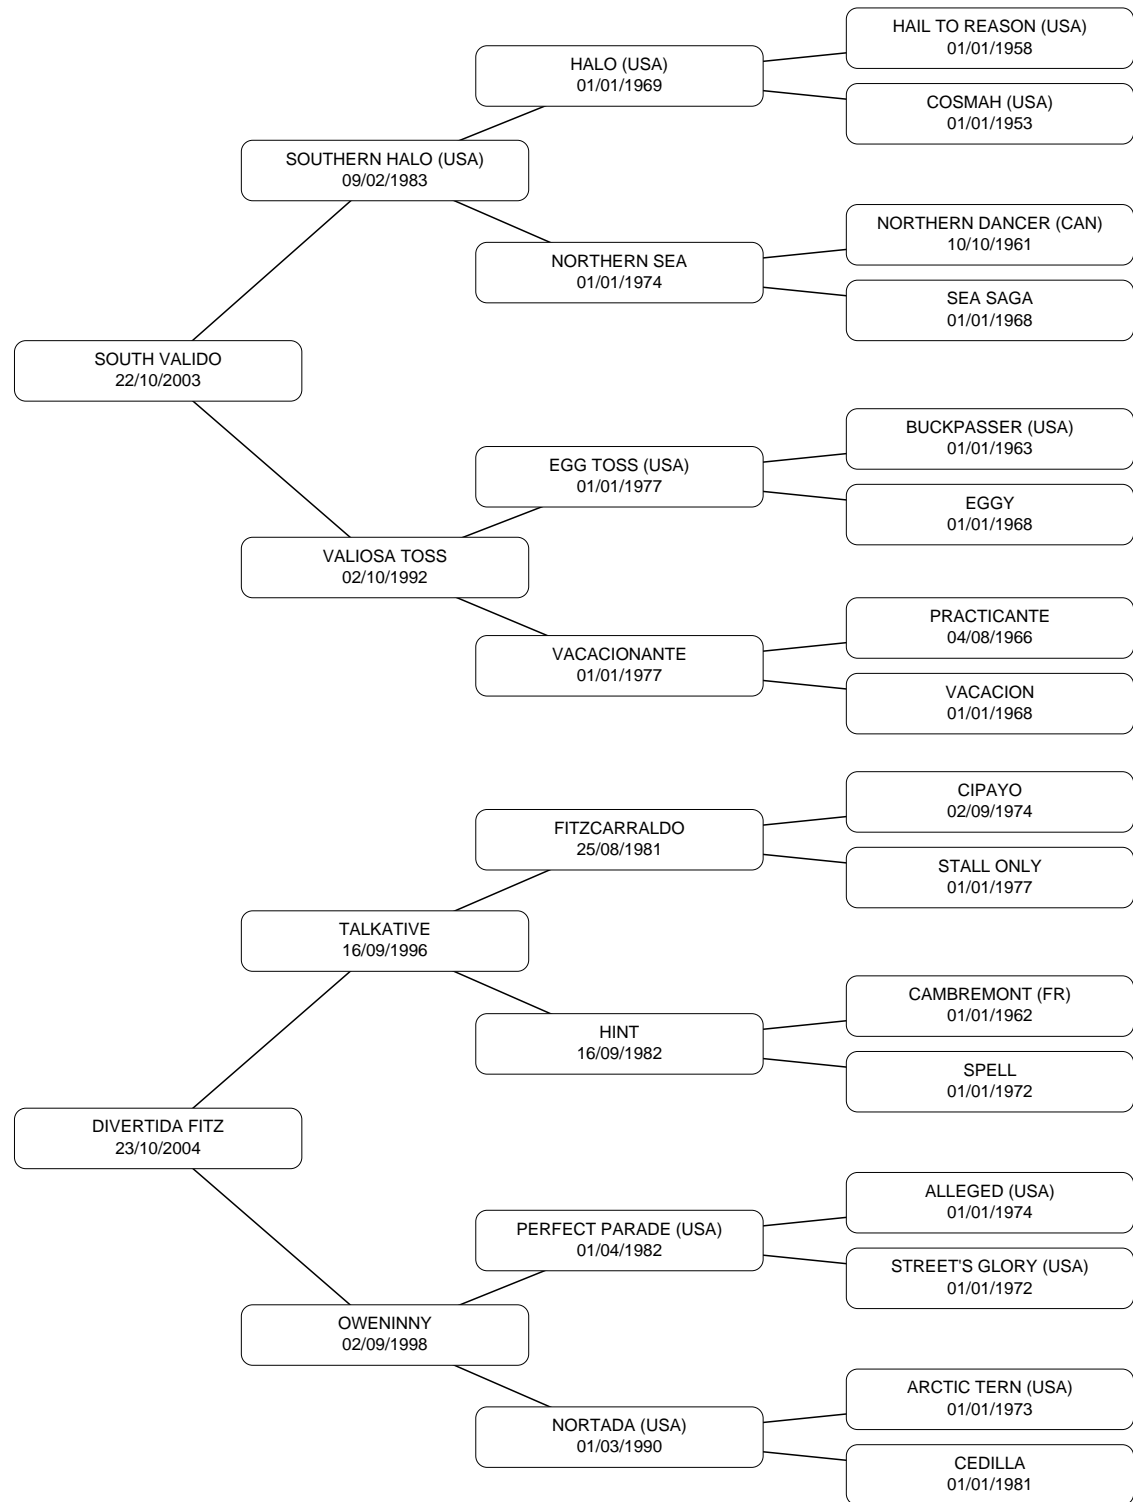 HAIL TO REASON (USA)
01/01/1958
HALO (USA)
01/01/1969
COSMAH (USA)
01/01/1953
SOUTHERN HALO (USA)
09/02/1983
NORTHERN DANCER (CAN)
10/10/1961
NORTHERN SEA
01/01/1974
SEA SAGA
01/01/1968
SOUTH VALIDO
22/10/2003
BUCKPASSER (USA)
01/01/1963
EGG TOSS (USA)
01/01/1977
EGGY
01/01/1968
VALIOSA TOSS
02/10/1992
PRACTICANTE
04/08/1966
VACACIONANTE
01/01/1977
VACACION
01/01/1968
CIPAYO
02/09/1974
FITZCARRALDO
25/08/1981
STALL ONLY
01/01/1977
TALKATIVE
16/09/1996
CAMBREMONT (FR)
01/01/1962
HINT
16/09/1982
SPELL
01/01/1972
DIVERTIDA FITZ
23/10/2004
ALLEGED (USA)
01/01/1974
PERFECT PARADE (USA)
01/04/1982
STREET'S GLORY (USA)
01/01/1972
OWENINNY
02/09/1998
ARCTIC TERN (USA)
01/01/1973
NORTADA (USA)
01/03/1990
CEDILLA
01/01/1981